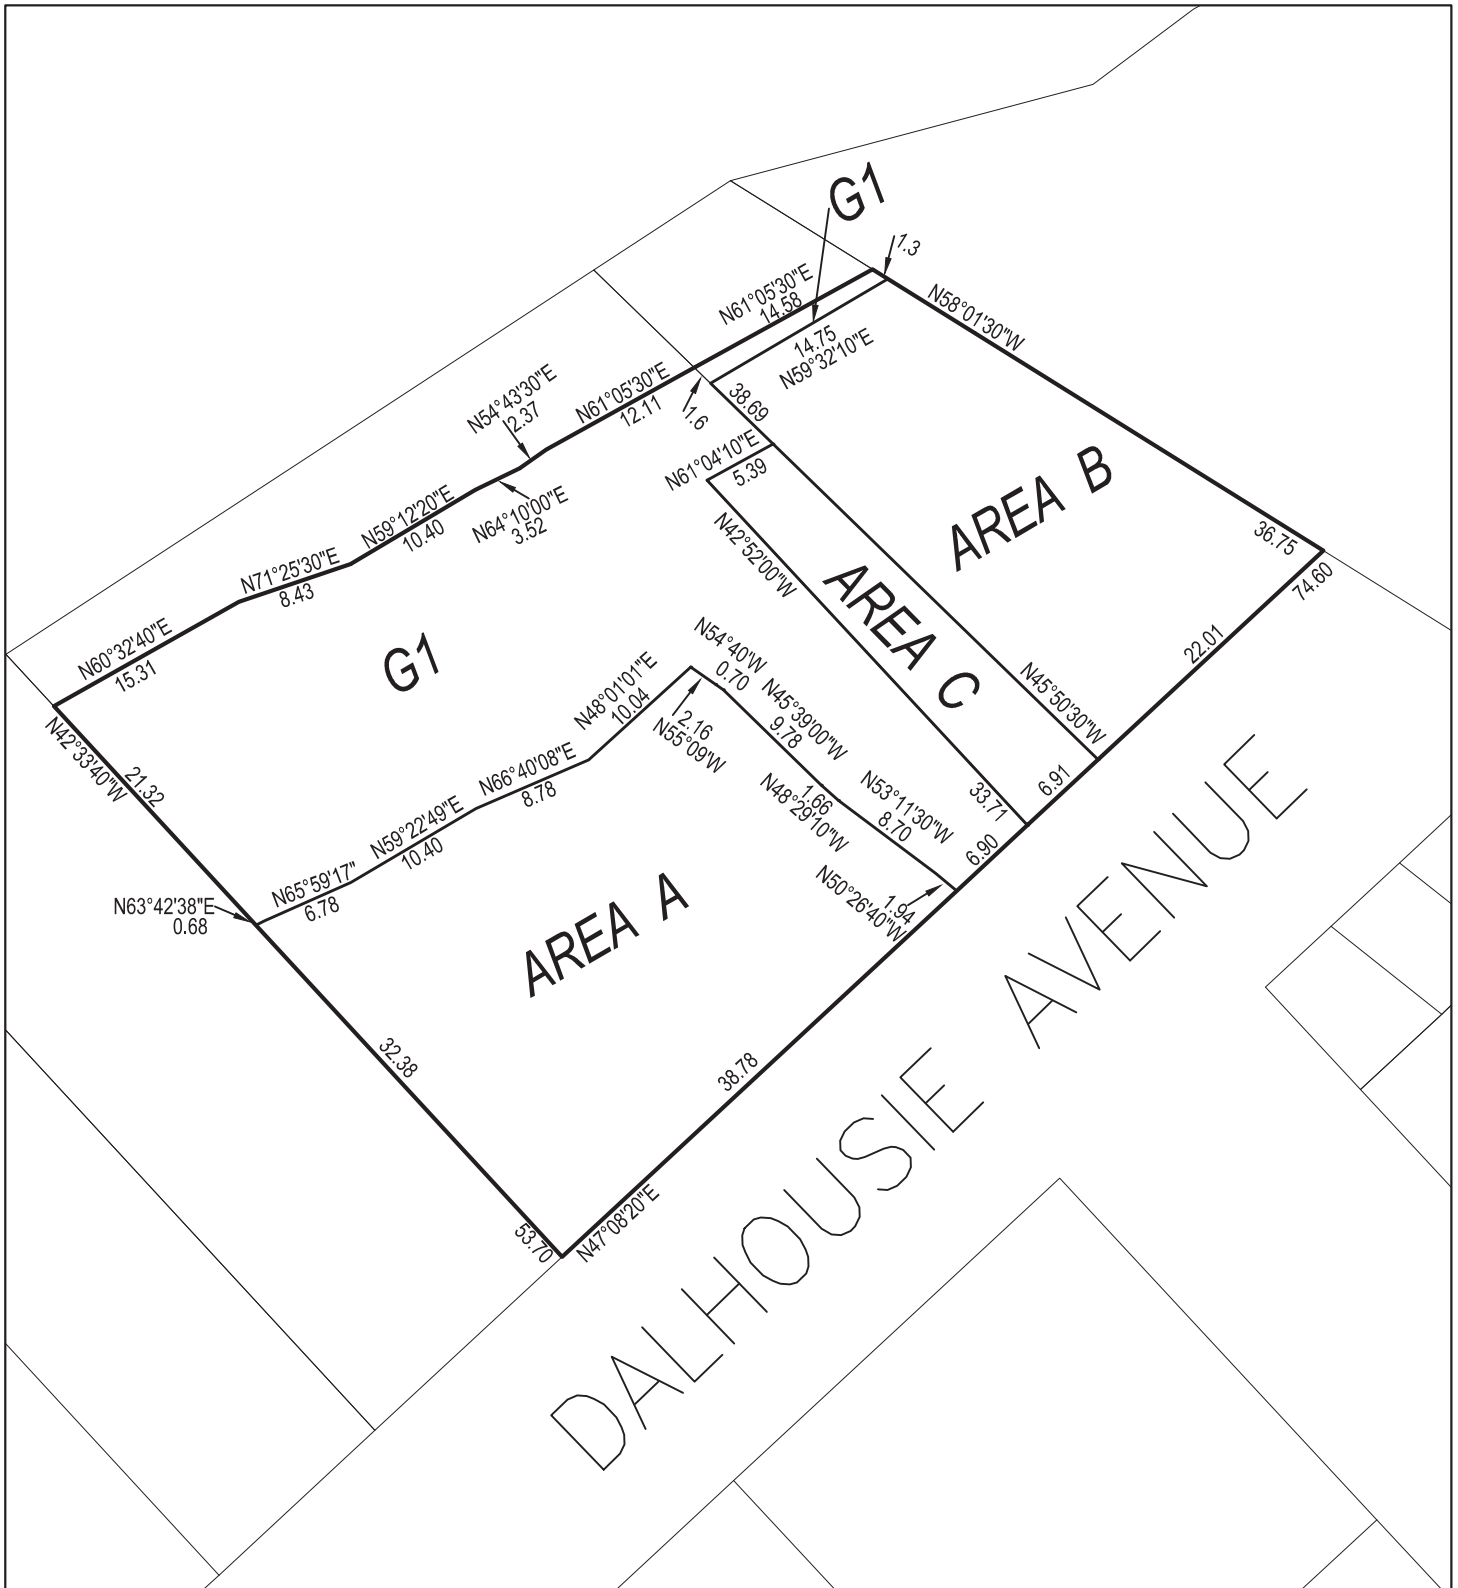 G1
1.3
N61°05'30"E
14.58
N58°01'30"W
14.75
N59°32'10"E
N54°43'30"E
2.37
N61°05'30"E
12.11
1.6
38.69
N61°04'10"E
5.39
N59°12'20"E
10.40
N64°10'00"E
3.52
AREA B
36.75
74.60
N42°52'00"W
N71°25'30"E
8.43
AREA C
N60°32'40"E
15.31
G1
N54°40'W
0.70
22.01
N48°01'01"E
10.04
2.16
N55°09'W
N45°39'00"W
9.78
N45°50'30"W
N42°33'40"W
21.32
N66°40'08"E
8.78
6.91
33.71
N53°11'30"W
8.70
1.66
N48°29'10"W
N59°22'49"E
10.40
6.90
N65°59'17"
6.78
N63°42'38"E
0.68
N50°26'40"W
1.94
AREA A
32.38
38.78
53.70
N47°08'20"E
DALHOUSIE AVENUE